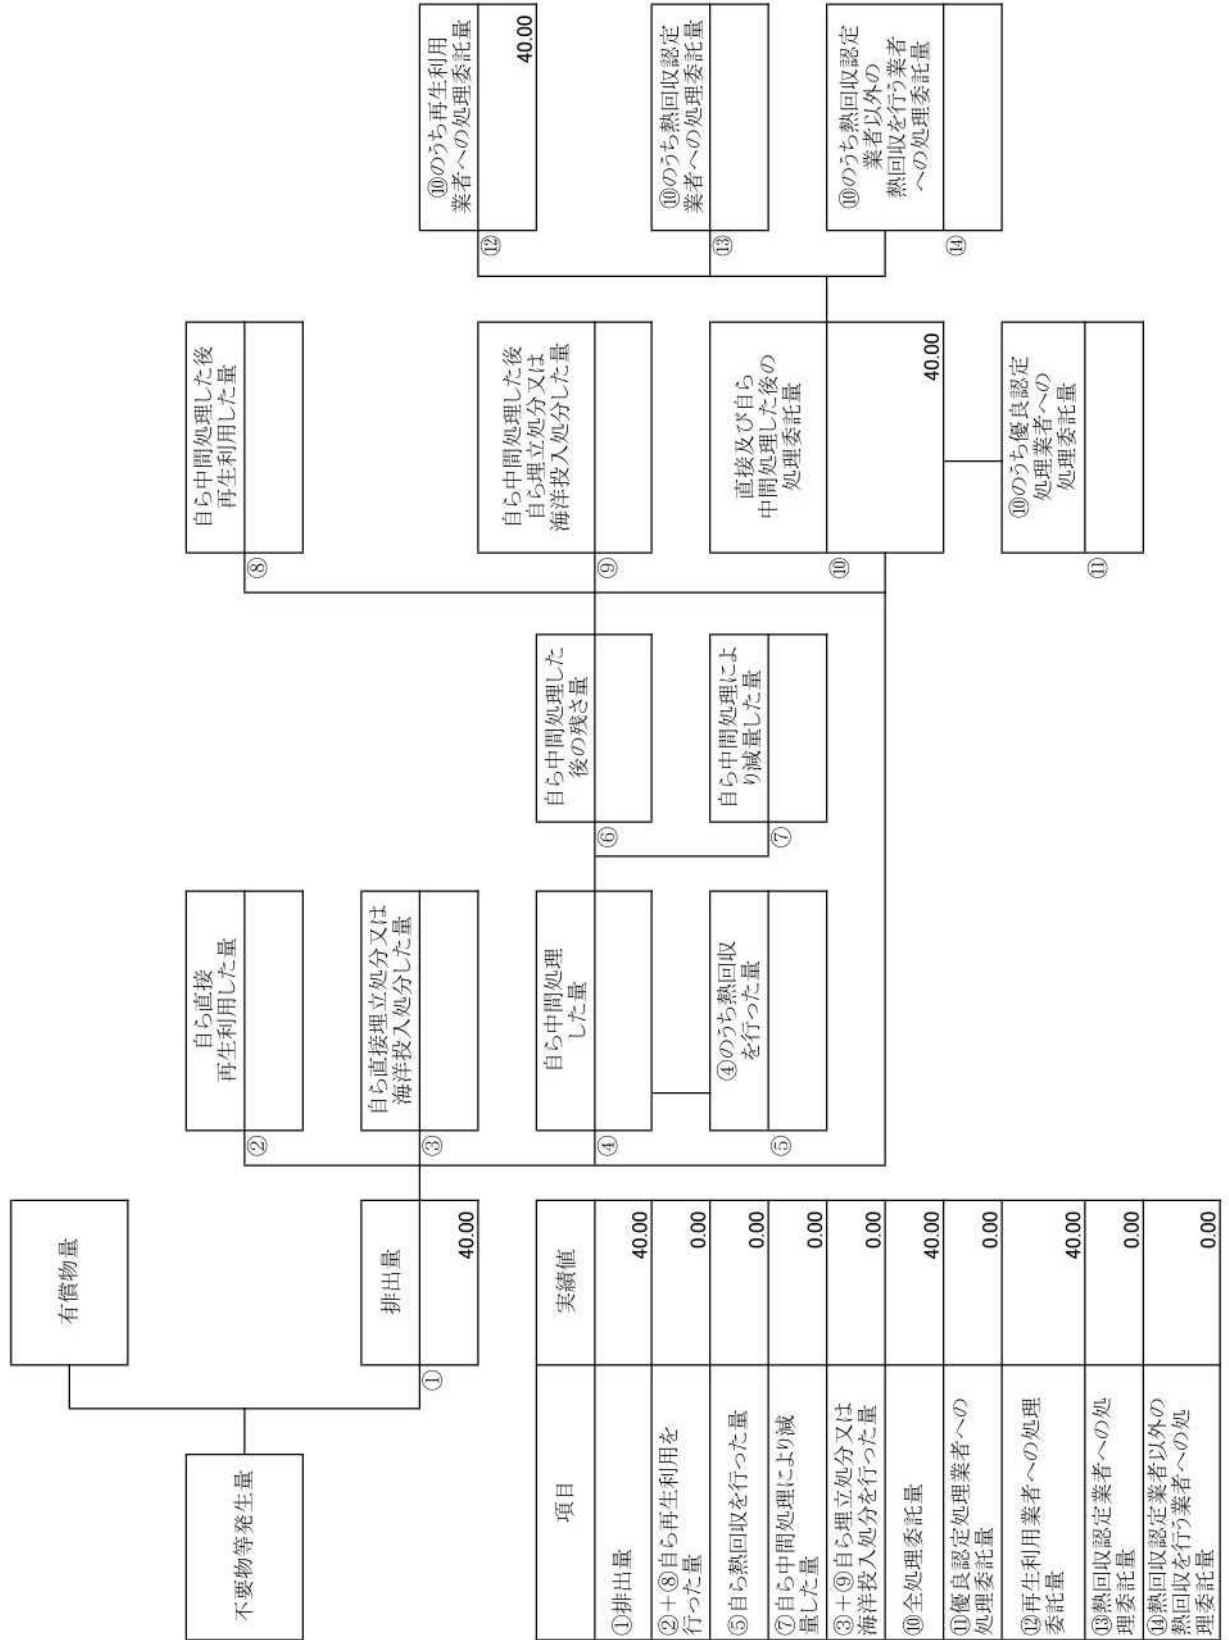 不要物等発生量
有償物量
①
排出量
40.00
②
自ら直接
再生利用した量
③
自ら直接埋立処分又は
海洋投入処分した量
④
自ら中間処理
した量
⑤
④のうち熱回収
を行った量
⑥
自ら中間処理した
後の残さ量
⑦
自ら中間処理によ
り減量した量
⑧
自ら中間処理した後
再生利用した量
⑨
自ら中間処理した後
自ら埋立処分又は
海洋投入処分した量
⑩
直接及び自ら
中間処理した後の
処理委託量
40.00
⑪
⑩のうち優良認定
処理業者への
処理委託量
⑫
⑩のうち再生利用
業者への処理委託量
40.00
⑬
⑩のうち熱回収認定
業者への処理委託量
⑭
⑩のうち熱回収認定
業者以外の
熱回収を行う業者
への処理委託量
項目
実績値
①排出量
40.00
②+⑧自ら再生利用を
行った量
0.00
⑤自ら熱回収を行った量
0.00
⑦自ら中間処理により減
量した量
0.00
③+⑨自ら埋立処分又は
海洋投入処分を行った量
0.00
⑩全処理委託量
40.00
⑪優良認定処理業者への
処理委託量
0.00
⑫再生利用業者への処理
委託量
40.00
⑬熱回収認定業者への処
理委託量
0.00
⑭熱回収認定業者以外の
熱回収を行う業者への処
理委託量
0.00